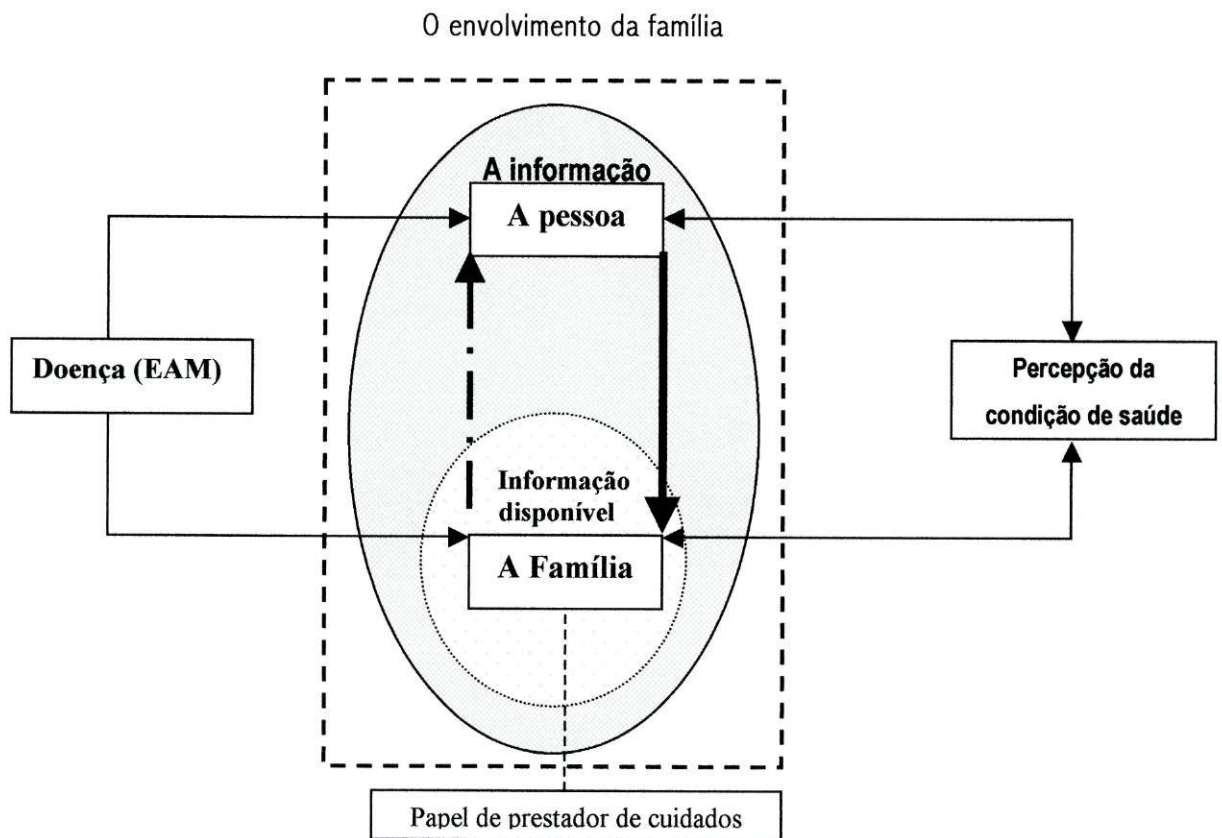 O envolvimento da família
A informação
A pessoa
Doença (EAM)
Percepção da
condição de saúde
Informação
disponível
A Família
Papel de prestador de cuidados